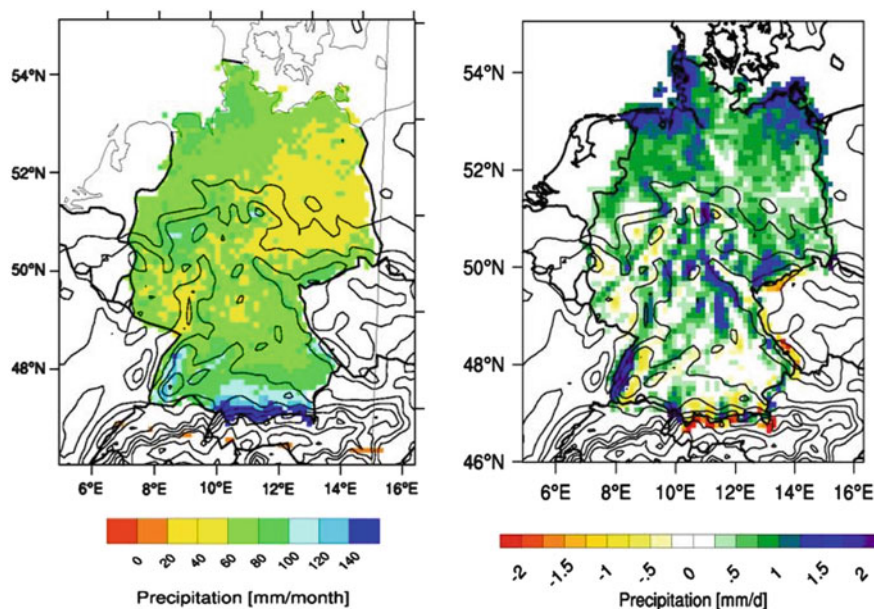 54°N
52°N
50°N
48°N
6°E 8°E 10°E 12°E 14°E 16°E
0 20 40 60 80 100 120 140
Precipitation [mm/month]
54°N
52°N
50°N
48°N
46°N
6°E 8°E 10°E 12°E 14°E 16°E
-2 -1.5 -1 -.5 0 .5 1 1.5 2
Precipitation [mm/d]